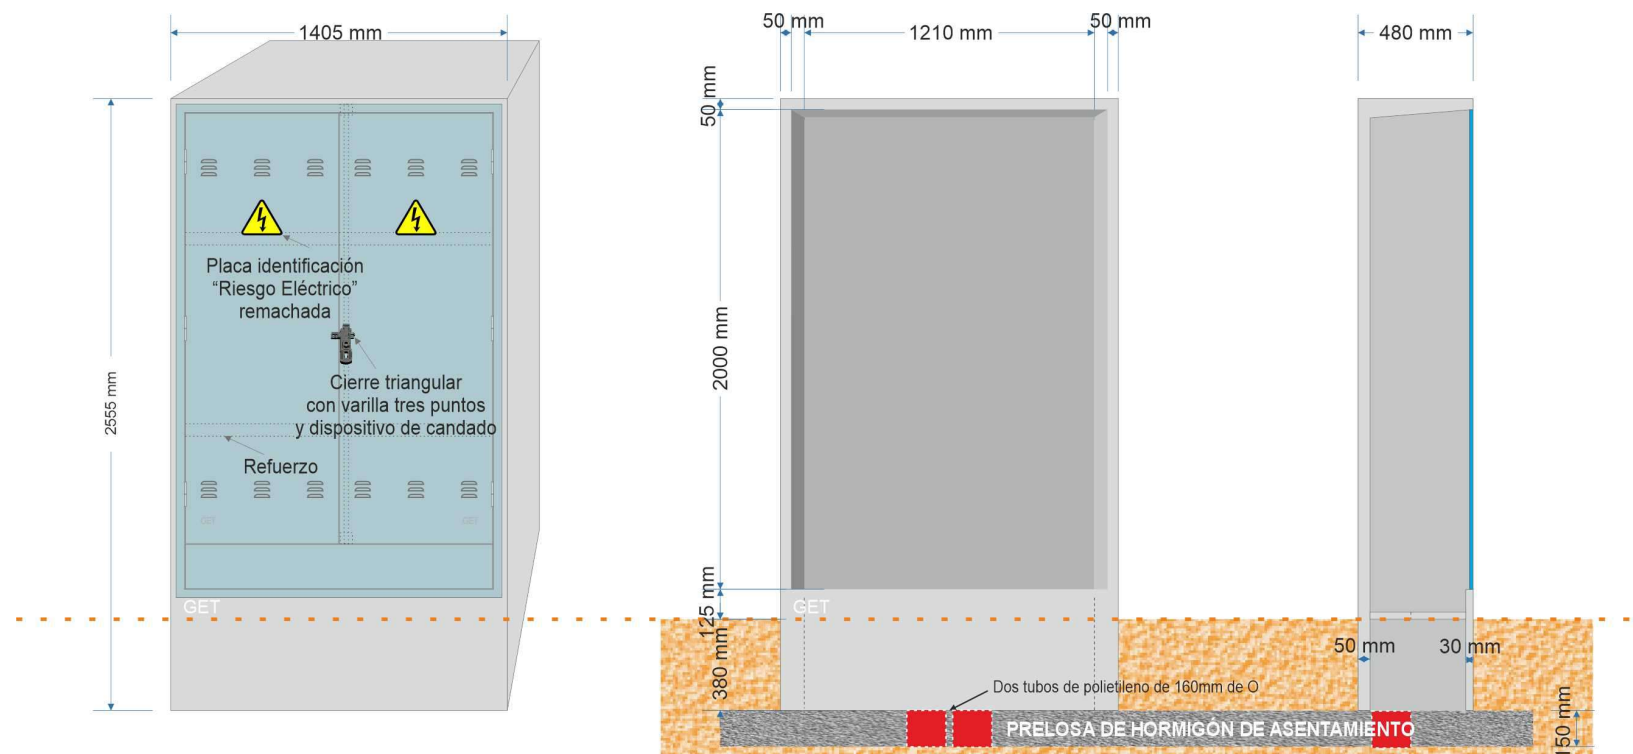 1405 mm
2555 mm
Placa identificación
“Riesgo Eléctrico”
remachada
Cierre triangular
con varilla tres puntos
y dispositivo de candado
Refuerzo
GET
GET
GET
50 mm
1210 mm
50 mm
50 mm
2000 mm
125 mm
380 mm
GET
Dos tubos de polietileno de 160mm de O
PRELOSA DE HORMIGÓN DE ASENTAMIENTO
480 mm
50 mm
30 mm
150 mm